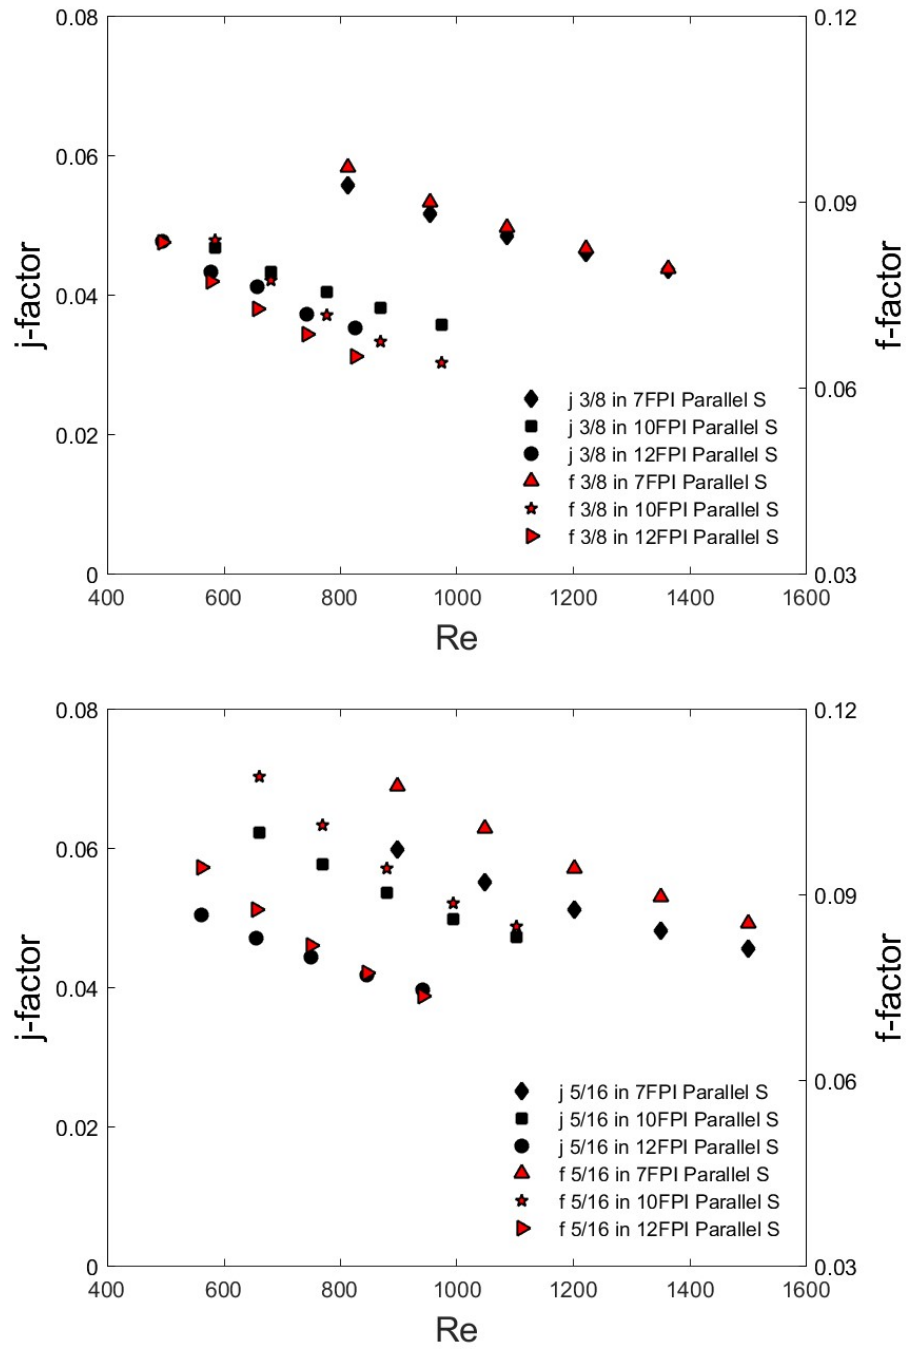 0.08
0.06
0.04
0.02
0
j-factor
0.12
0.09
0.06
0.03
f-factor
j 3/8 in 7FPI Parallel S
j 3/8 in 10FPI Parallel S
j 3/8 in 12FPI Parallel S
f 3/8 in 7FPI Parallel S
f 3/8 in 10FPI Parallel S
f 3/8 in 12FPI Parallel S
400 600 800 1000 1200 1400 1600
Re
0.08
0.06
0.04
0.02
0
j-factor
0.12
0.09
0.06
0.03
f-factor
j 5/16 in 7FPI Parallel S
j 5/16 in 10FPI Parallel S
j 5/16 in 12FPI Parallel S
f 5/16 in 7FPI Parallel S
f 5/16 in 10FPI Parallel S
f 5/16 in 12FPI Parallel S
400 600 800 1000 1200 1400 1600
Re